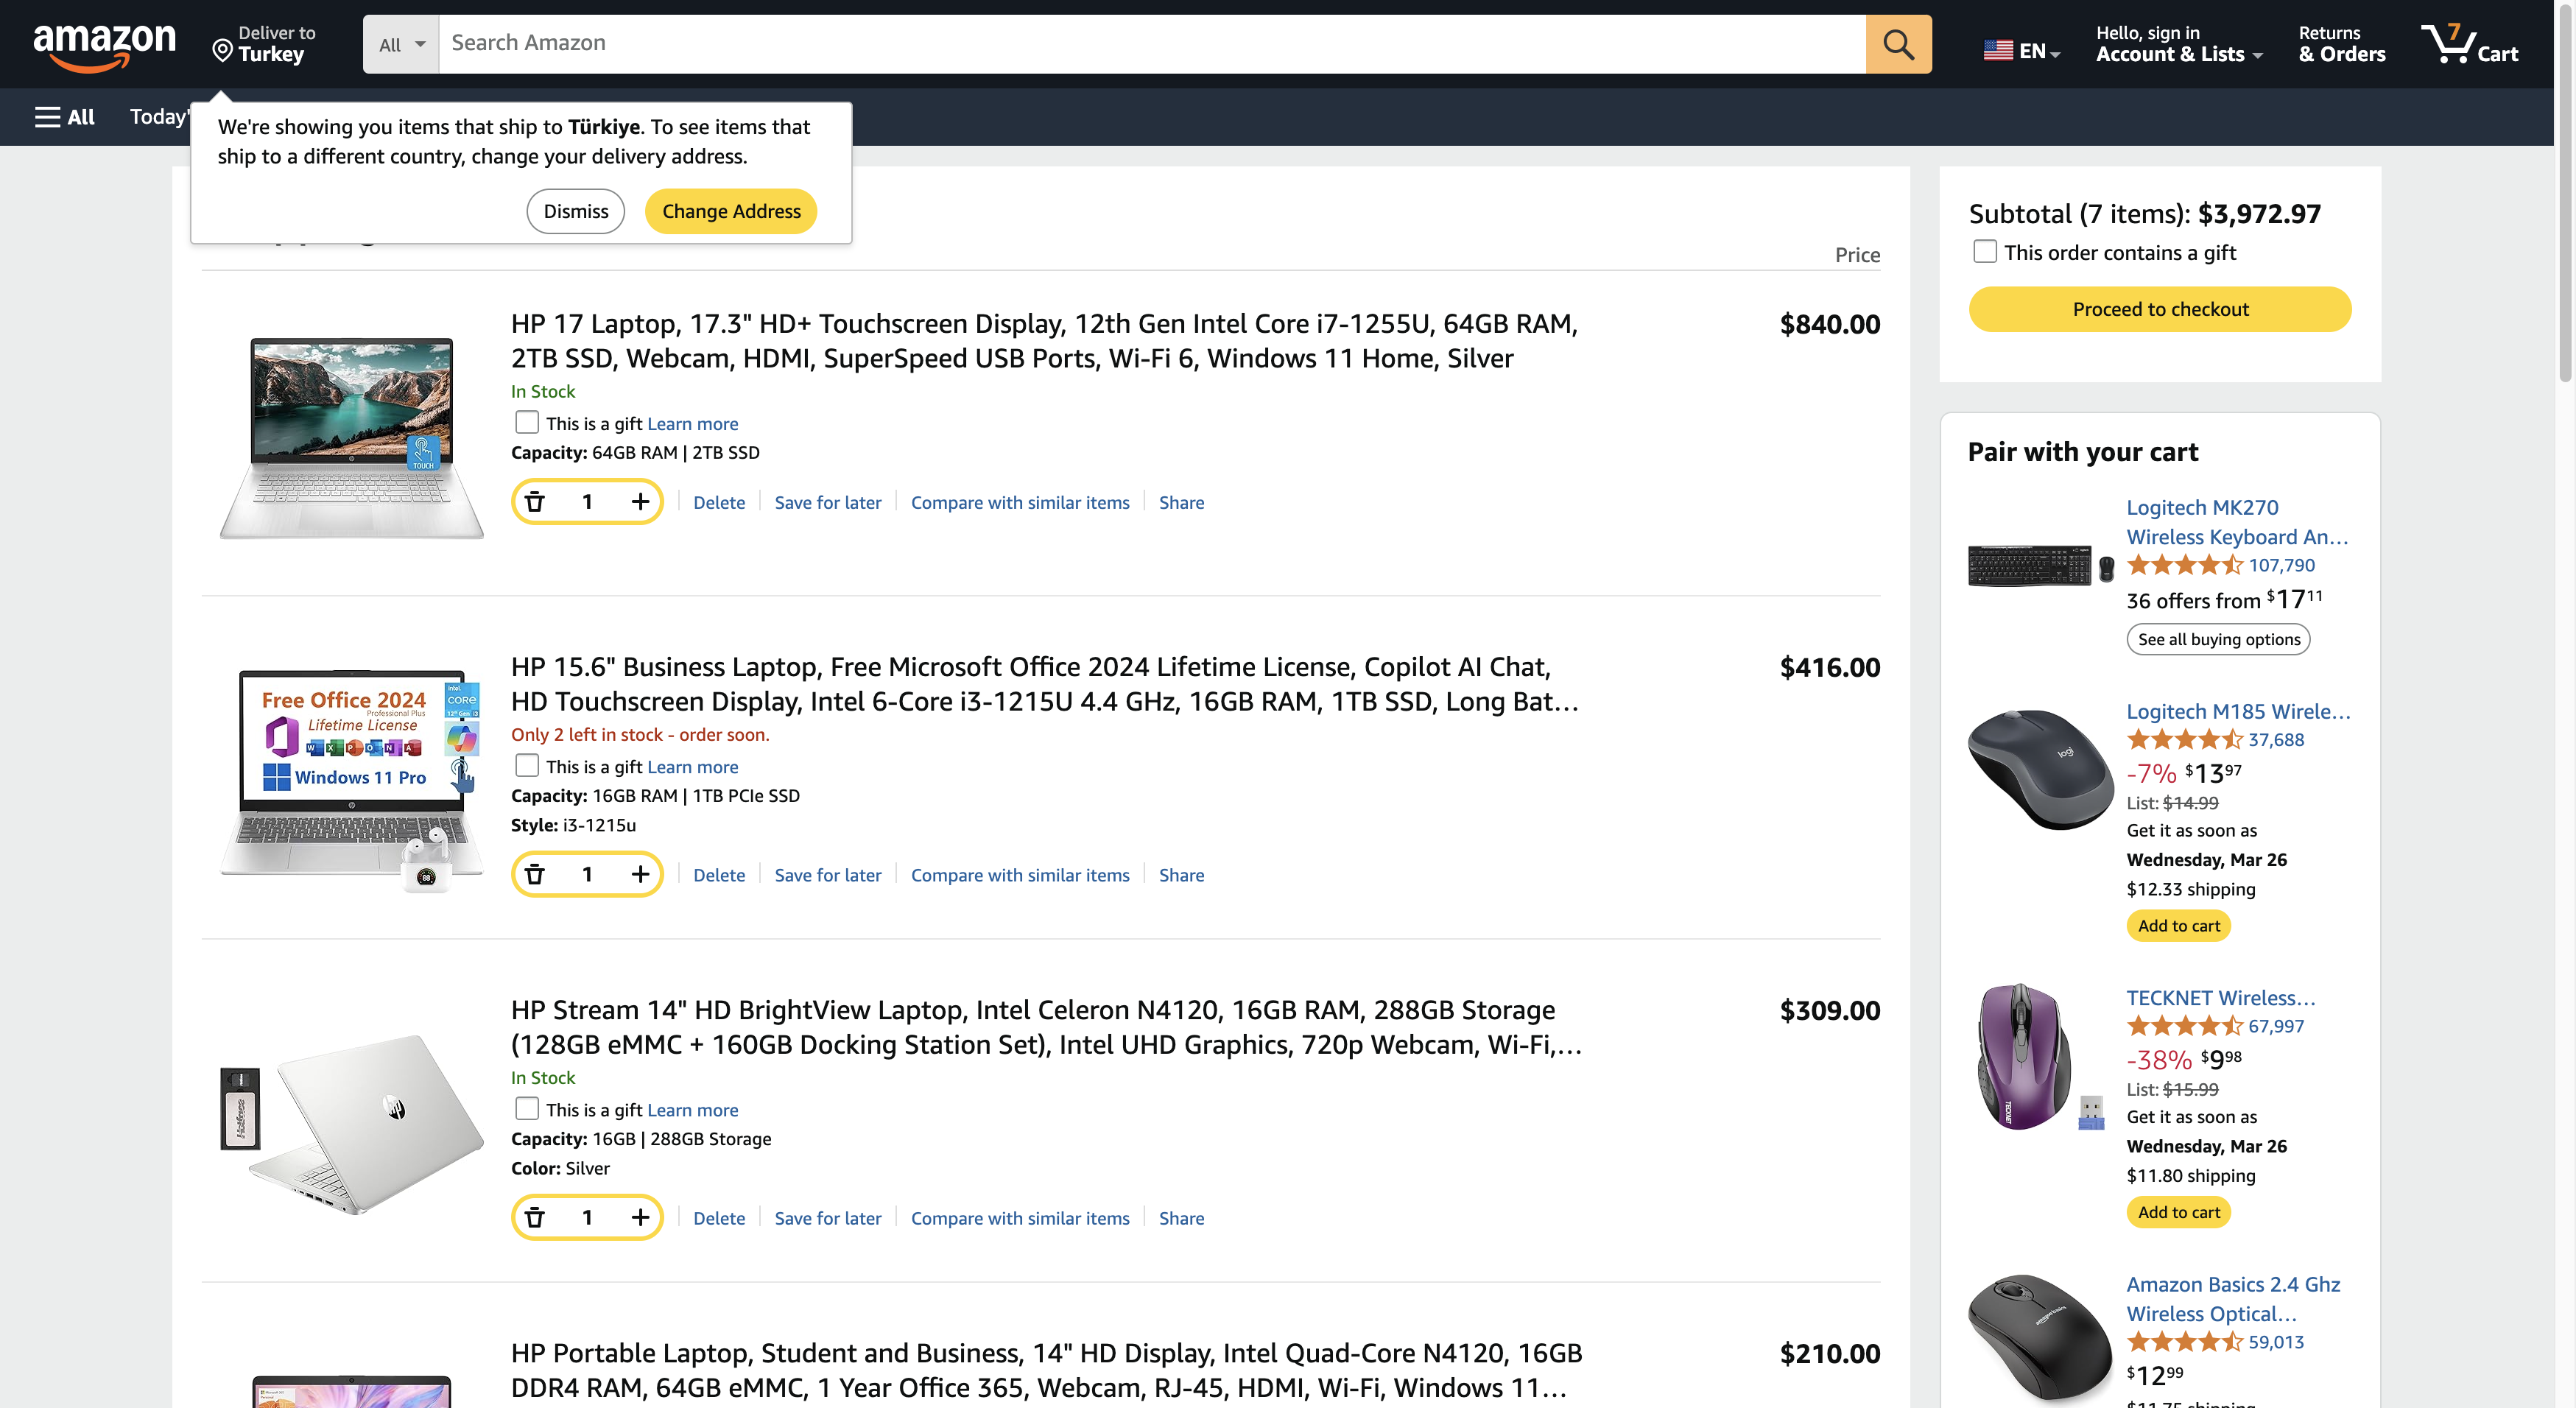 amazon
Deliver to
Turkey
All
Search Amazon
EN
Hello, sign in
Account & Lists
Returns
& Orders
7
Cart
All
Today'
We're showing you items that ship to Türkiye. To see items that
ship to a different country, change your delivery address.
Dismiss
Change Address
Price
HP 17 Laptop, 17.3" HD+ Touchscreen Display, 12th Gen Intel Core i7-1255U, 64GB RAM,
2TB SSD, Webcam, HDMI, SuperSpeed USB Ports, Wi-Fi 6, Windows 11 Home, Silver
$840.00
In Stock
This is a gift Learn more
Capacity: 64GB RAM | 2TB SSD
1
Delete
Save for later
Compare with similar items
Share
TOUCH
HP 15.6" Business Laptop, Free Microsoft Office 2024 Lifetime License, Copilot AI Chat,
HD Touchscreen Display, Intel 6-Core i3-1215U 4.4 GHz, 16GB RAM, 1TB SSD, Long Bat…
$416.00
Only 2 left in stock - order soon.
This is a gift Learn more
Capacity: 16GB RAM | 1TB PCIe SSD
Style: i3-1215u
1
Delete
Save for later
Compare with similar items
Share
Free Office 2024
Professional Plus
Lifetime License
Windows 11 Pro
intel
CORE
HP Stream 14" HD BrightView Laptop, Intel Celeron N4120, 16GB RAM, 288GB Storage
(128GB eMMC + 160GB Docking Station Set), Intel UHD Graphics, 720p Webcam, Wi-Fi,…
$309.00
In Stock
This is a gift Learn more
Capacity: 16GB | 288GB Storage
Color: Silver
1
Delete
Save for later
Compare with similar items
Share
hp
HP Portable Laptop, Student and Business, 14" HD Display, Intel Quad-Core N4120, 16GB
DDR4 RAM, 64GB eMMC, 1 Year Office 365, Webcam, RJ-45, HDMI, Wi-Fi, Windows 11…
$210.00
Subtotal (7 items): $3,972.97
This order contains a gift
Proceed to checkout
Pair with your cart
Logitech MK270
Wireless Keyboard An…
107,790
36 offers from $17 11
See all buying options
logi
Logitech M185 Wirele…
37,688
-7% $13 97
List: $14.99
Get it as soon as
Wednesday, Mar 26
$12.33 shipping
Add to cart
TECKNET
TECKNET Wireless…
67,997
-38% $9 98
List: $15.99
Get it as soon as
Wednesday, Mar 26
$11.80 shipping
Add to cart
Amazon Basics 2.4 Ghz
Wireless Optical…
59,013
$12 99
$11.75 shipping